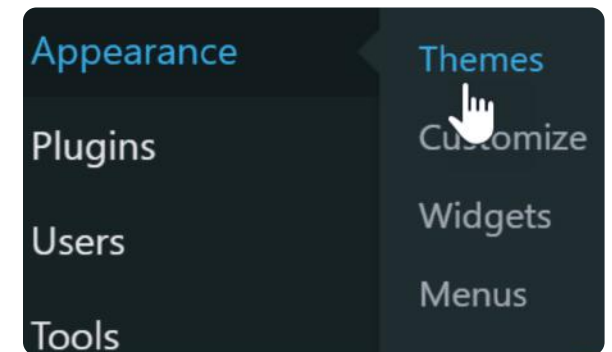 Appearance
Plugins
Users
Tools
Themes
Customize
Widgets
Menus